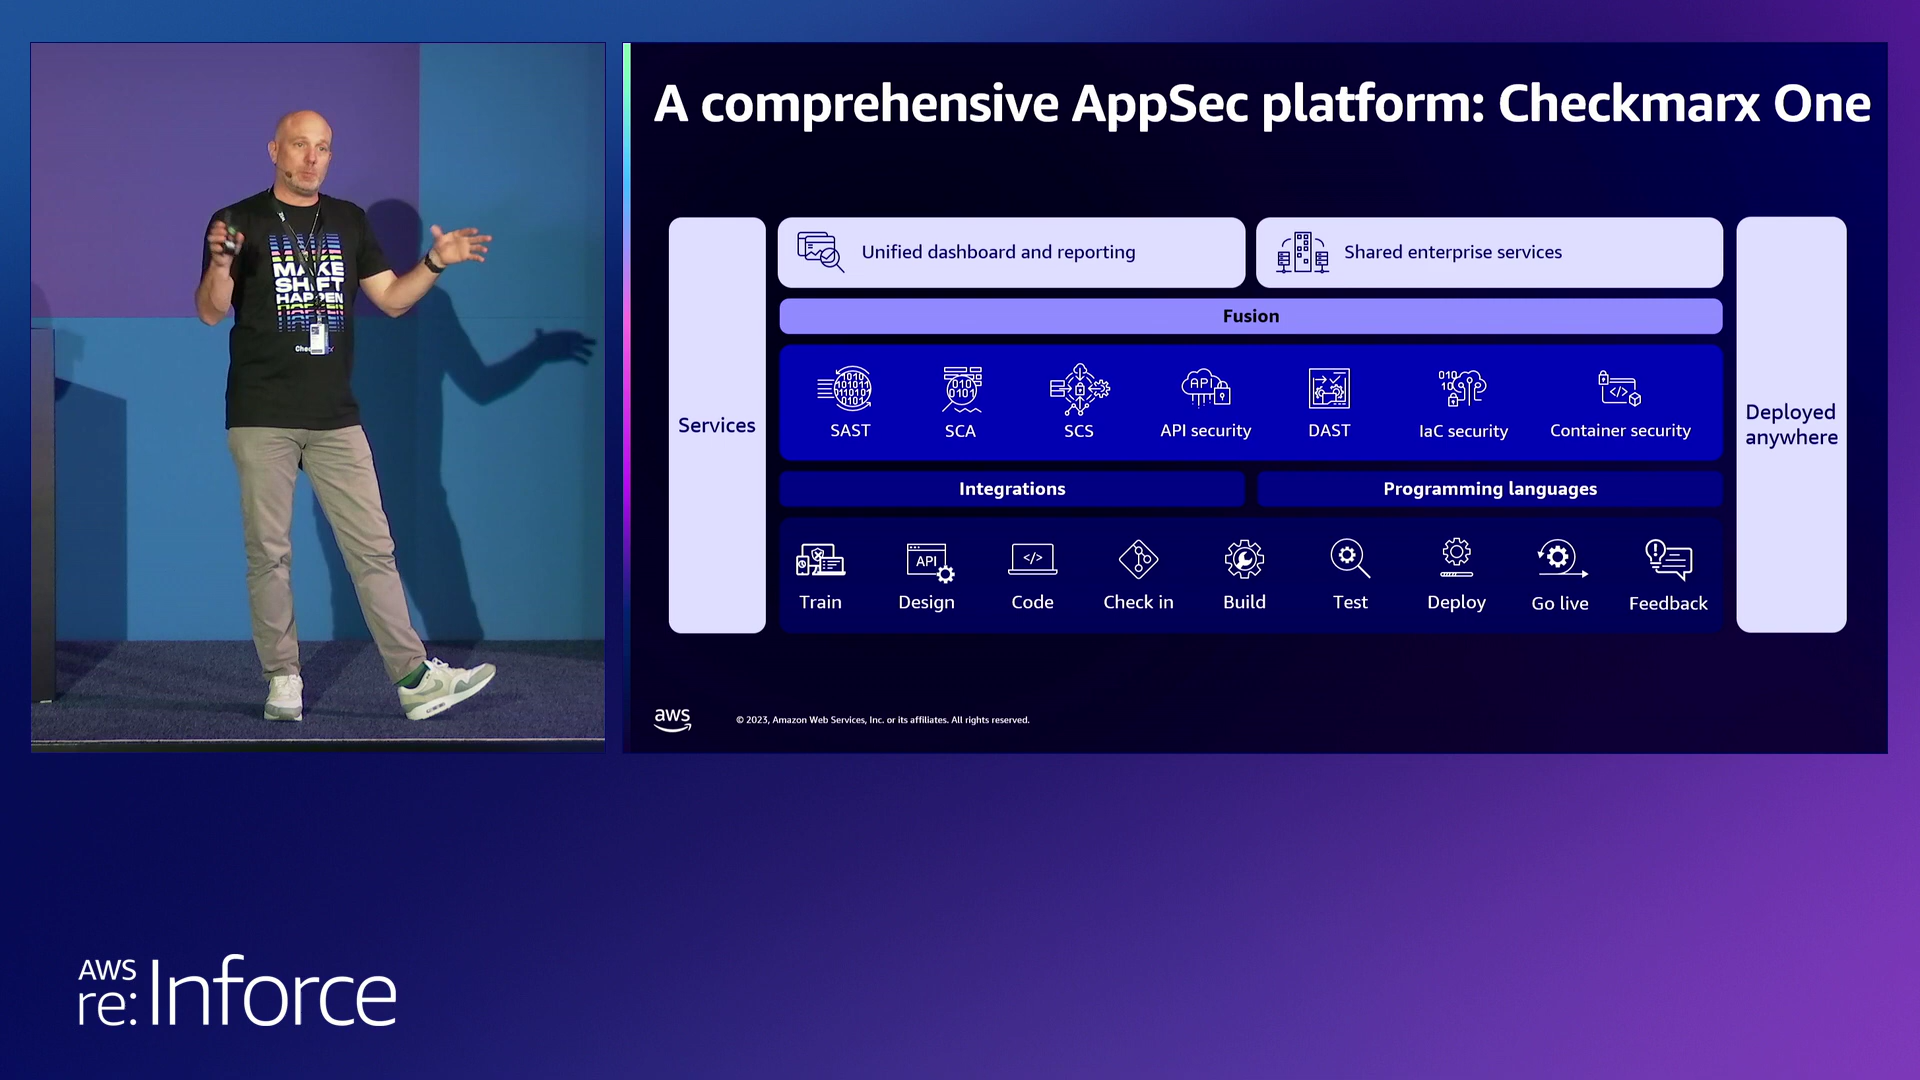 A comprehensive AppSec platform: Checkmarx One
MAKE
SHIFT
HAPPEN
Services
Unified dashboard and reporting
Shared enterprise services
Fusion
SAST
SCA
SCS
API
API security
DAST
IaC security
Container security
Integrations
Programming languages
Train
API
Design
Code
Check in
Build
Test
Deploy
Go live
Feedback
Deployed
anywhere
aws
© 2023, Amazon Web Services, Inc. or its affiliates. All rights reserved.
AWS
re:Inforce